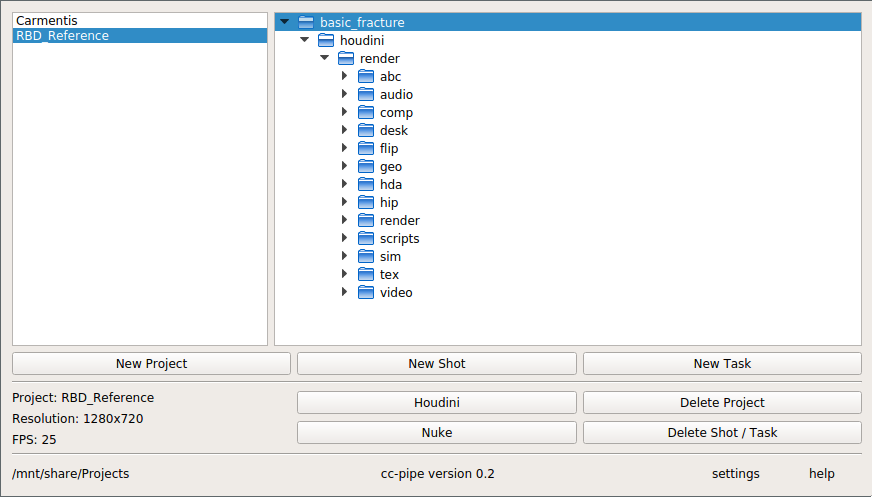 Carmentis
RBD_Reference
basic_fracture
houdini
render
abc
audio
comp
desk
flip
geo
hda
hip
render
scripts
sim
tex
video
New Project
New Shot
New Task
Project: RBD_Reference
Resolution: 1280x720
FPS: 25
Houdini
Delete Project
Nuke
Delete Shot / Task
/mnt/share/Projects
cc-pipe version 0.2
settings
help